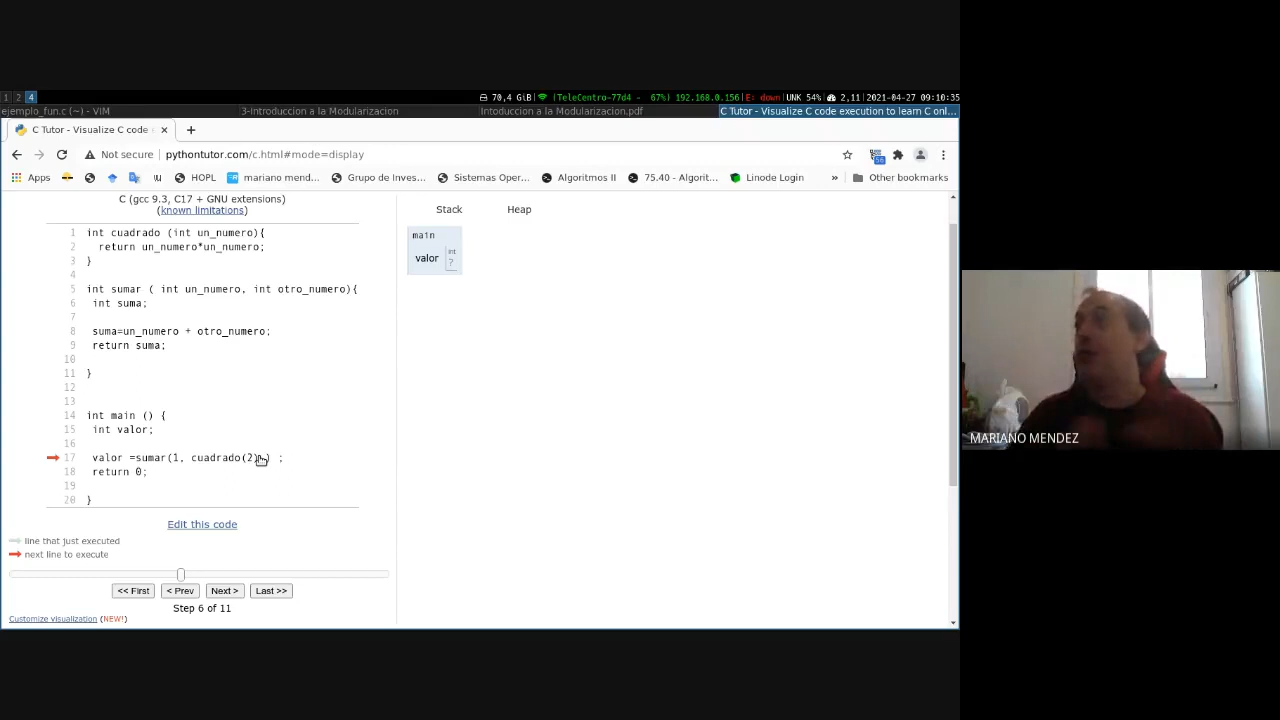 1 2 4 70,4 GiB| (TeleCentro-77d4 - 67%) 192.168.0.156|E: down|UNK 54%| 2,11|2021-04-27 09:10:35
ejemplo_fun.c (~) - VIM 3-Introduccion a la Modularizacion Intoduccion a la Modularizacion.pdf C Tutor - Visualize C code execution to learn C onl...
C Tutor - Visualize C code
Not secure | pythontutor.com/c.html#mode=display
Apps HOPL mariano mend... Grupo de Inves... Sistemas Oper... Algoritmos II 75.40 - Algorit... Linode Login » Other bookmarks
C (gcc 9.3, C17 + GNU extensions)
(known limitations)
1 int cuadrado (int un_numero){
2 return un_numero*un_numero;
3 }
4
5 int sumar ( int un_numero, int otro_numero){
6 int suma;
7
8 suma=un_numero + otro_numero;
9 return suma;
10
11 }
12
13
14 int main () {
15 int valor;
16
17 valor =sumar(1, cuadrado(2) ) ;
18 return 0;
19
20 }
Edit this code
line that just executed
next line to execute
<< First < Prev Next > Last >>
Step 6 of 11
Customize visualization (NEW!)
Stack Heap
main
valor int
?
MARIANO MENDEZ